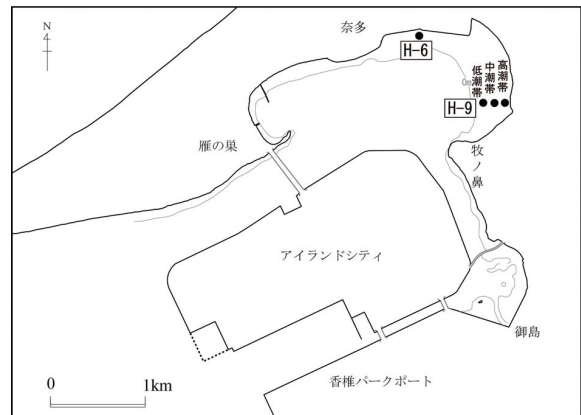 N
奈多
H-6
高潮帯
中潮帯
低潮帯
0m
H-9
雁の巣
牧ノ鼻
アイランドシティ
御島
0 1km
香椎パークポート